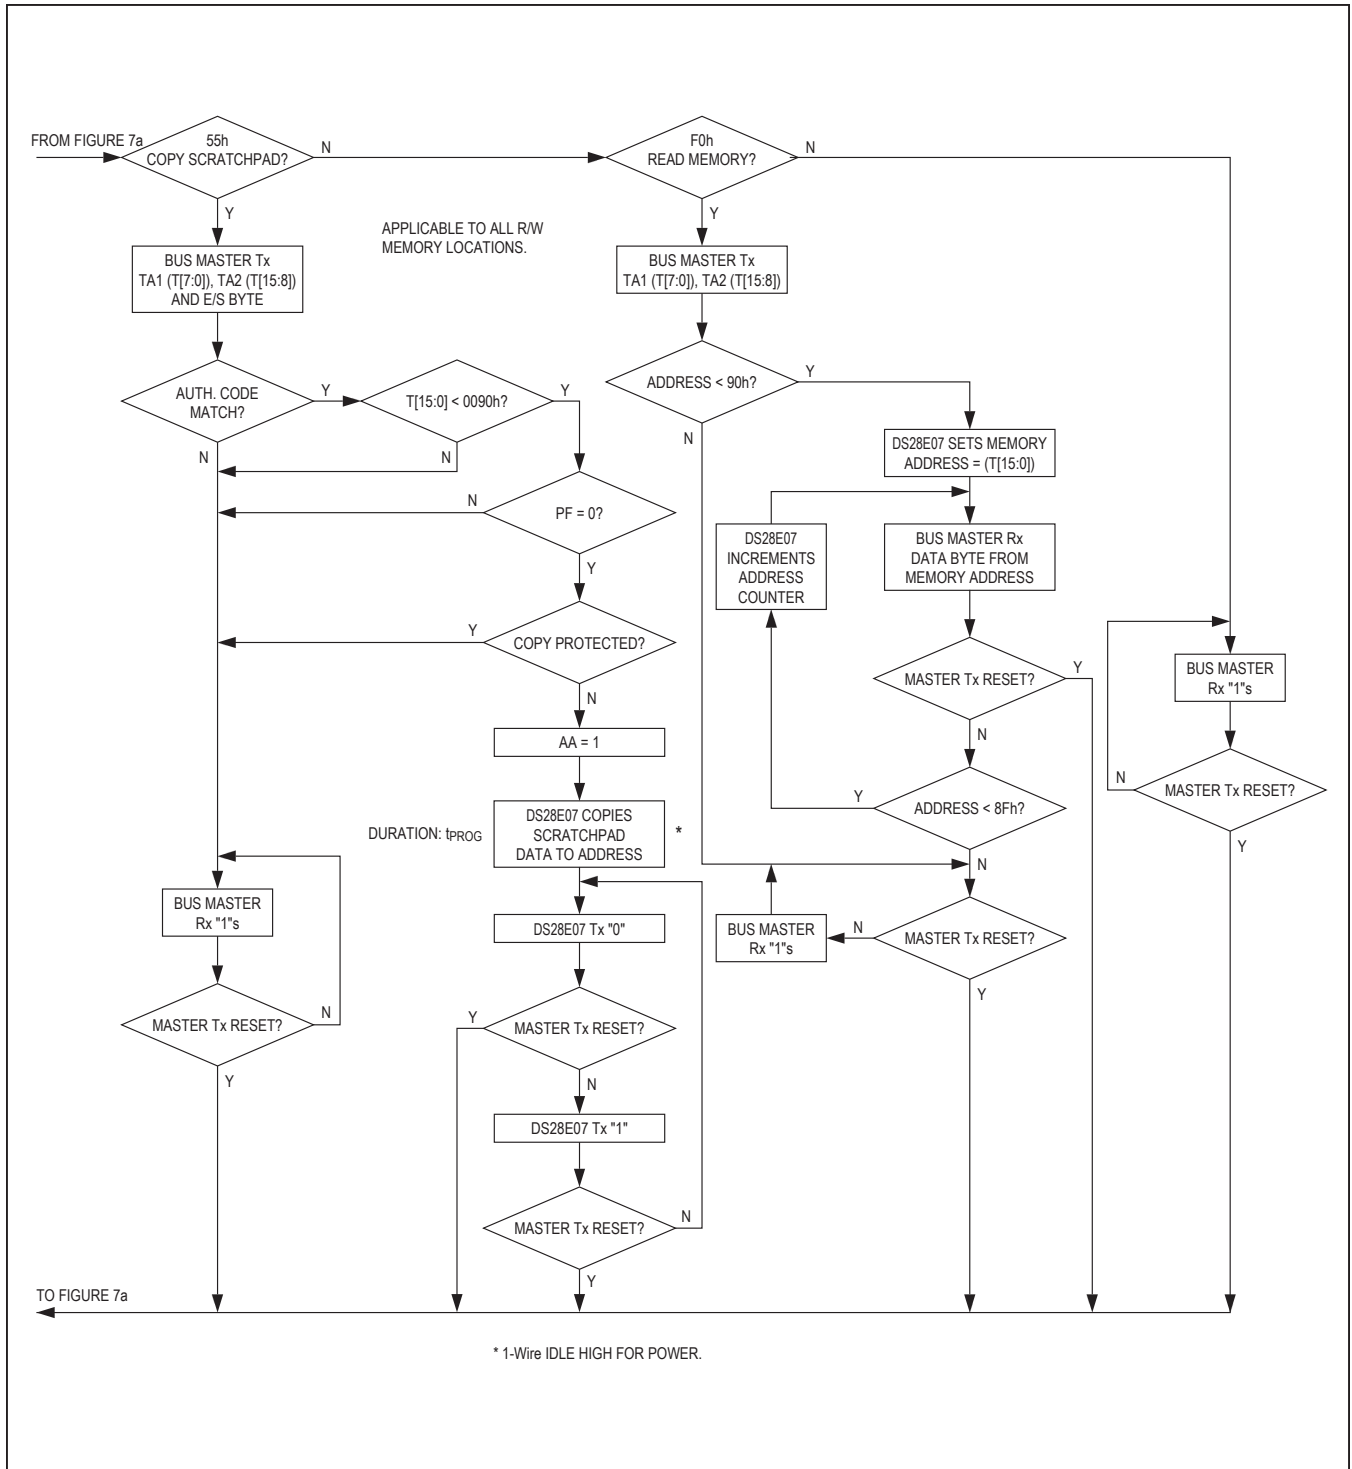 FROM FIGURE 7a
55h
COPY SCRATCHPAD?
N
F0h
READ MEMORY?
N
Y
Y
APPLICABLE TO ALL R/W
MEMORY LOCATIONS.
BUS MASTER Tx
TA1 (T[7:0]), TA2 (T[15:8])
AND E/S BYTE
BUS MASTER Tx
TA1 (T[7:0]), TA2 (T[15:8])
AUTH. CODE
MATCH?
Y
T[15:0] < 0090h?
Y
ADDRESS < 90h?
Y
N
N
N
DS28E07 SETS MEMORY
ADDRESS = (T[15:0])
N
PF = 0?
Y
DS28E07
INCREMENTS
ADDRESS
COUNTER
BUS MASTER Rx
DATA BYTE FROM
MEMORY ADDRESS
Y
COPY PROTECTED?
N
MASTER Tx RESET?
Y
N
BUS MASTER
Rx "1"s
AA = 1
Y
ADDRESS < 8Fh?
N
N
MASTER Tx RESET?
Y
DURATION: tPROG
DS28E07 COPIES
SCRATCHPAD
DATA TO ADDRESS
*
BUS MASTER
Rx "1"s
DS28E07 Tx "0"
BUS MASTER
Rx "1"s
N
MASTER Tx RESET?
Y
MASTER Tx RESET?
N
Y
Y
MASTER Tx RESET?
N
DS28E07 Tx "1"
MASTER Tx RESET?
N
Y
TO FIGURE 7a
* 1-Wire IDLE HIGH FOR POWER.